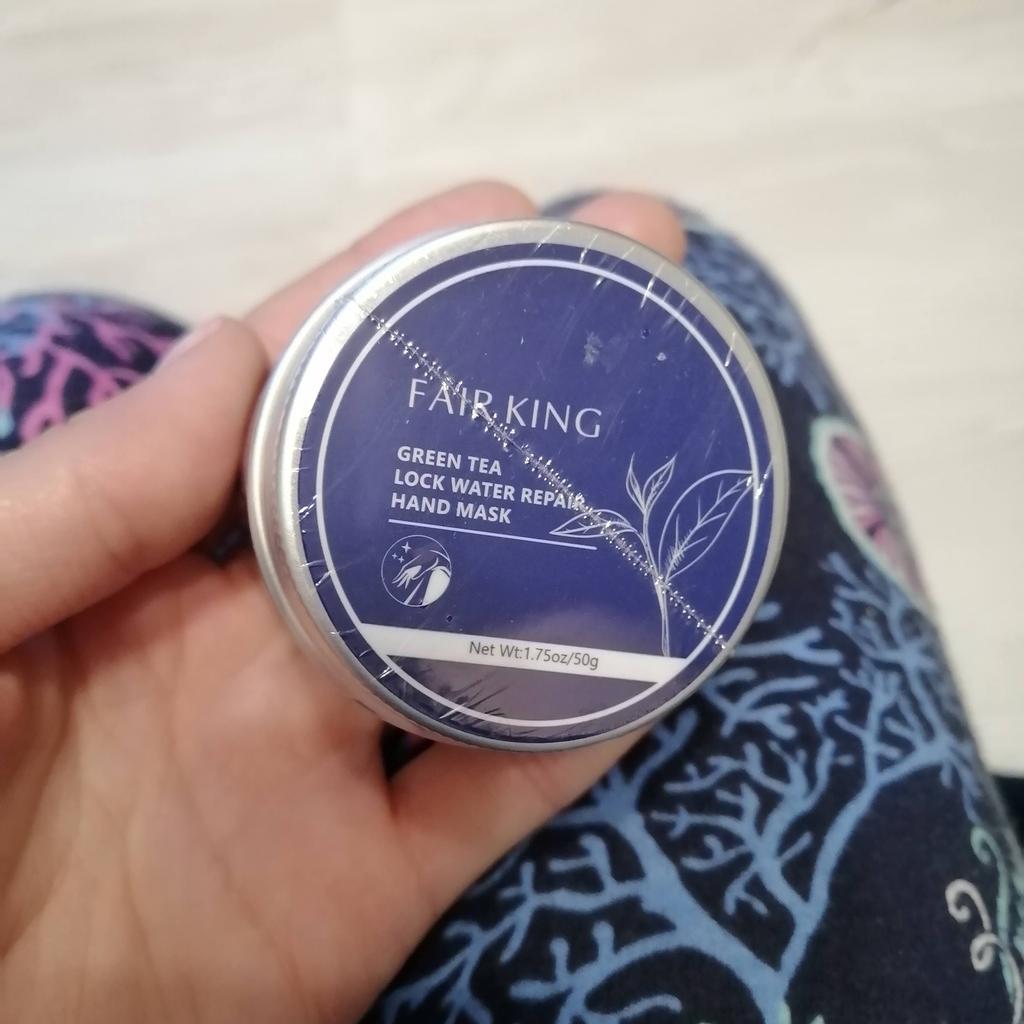 FAIR KING
GREEN TEA
LOCK WATER REPAIR
HAND MASK
Net Wt:1.75oz/50g